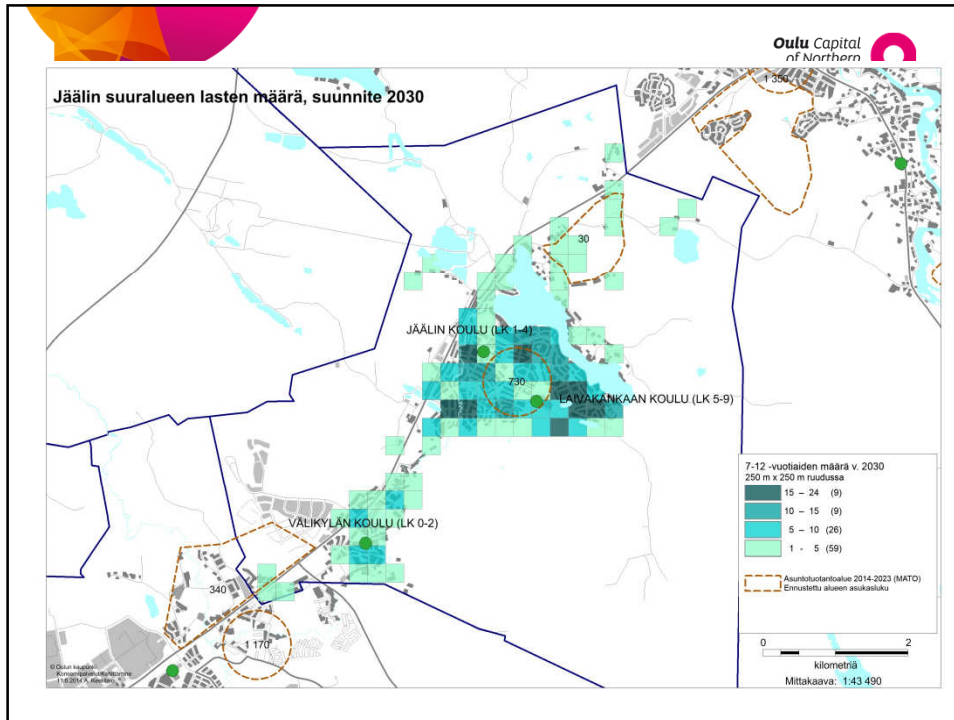 Oulu Capital
of Northern
Jäälin suuralueen lasten määrä, suunnite 2030
1 350
30
JÄÄLIN KOULU (LK 1-4)
730
LAIVAKANKAAN KOULU (LK 5-9)
VÄLIKYLÄN KOULU (LK 0-2)
340
1 170
7-12 -vuotiaiden määrä v. 2030
250 m x 250 m ruudussa
15 – 24 (9)
10 – 15 (9)
5 – 10 (26)
1 - 5 (59)
Asuntotuotantoalue 2014-2023 (MATO)
Ennustettu alueen asukasluku
0 2
kilometriä
Mittakaava: 1:43 490
© Oulun kaupunki